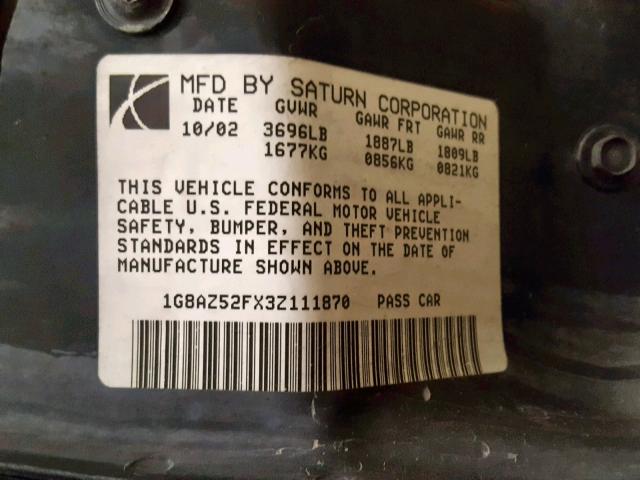 MFD BY SATURN CORPORATION
DATE GVWR GAWR FRT GAWR RR
10/02 3696LB 1887LB 1809LB
1677KG 0856KG 0821KG
THIS VEHICLE CONFORMS TO ALL APPLI-
CABLE U.S. FEDERAL MOTOR VEHICLE
SAFETY, BUMPER, AND THEFT PREVENTION
STANDARDS IN EFFECT ON THE DATE OF
MANUFACTURE SHOWN ABOVE.
1G8AZ52FX3Z111870 PASS CAR